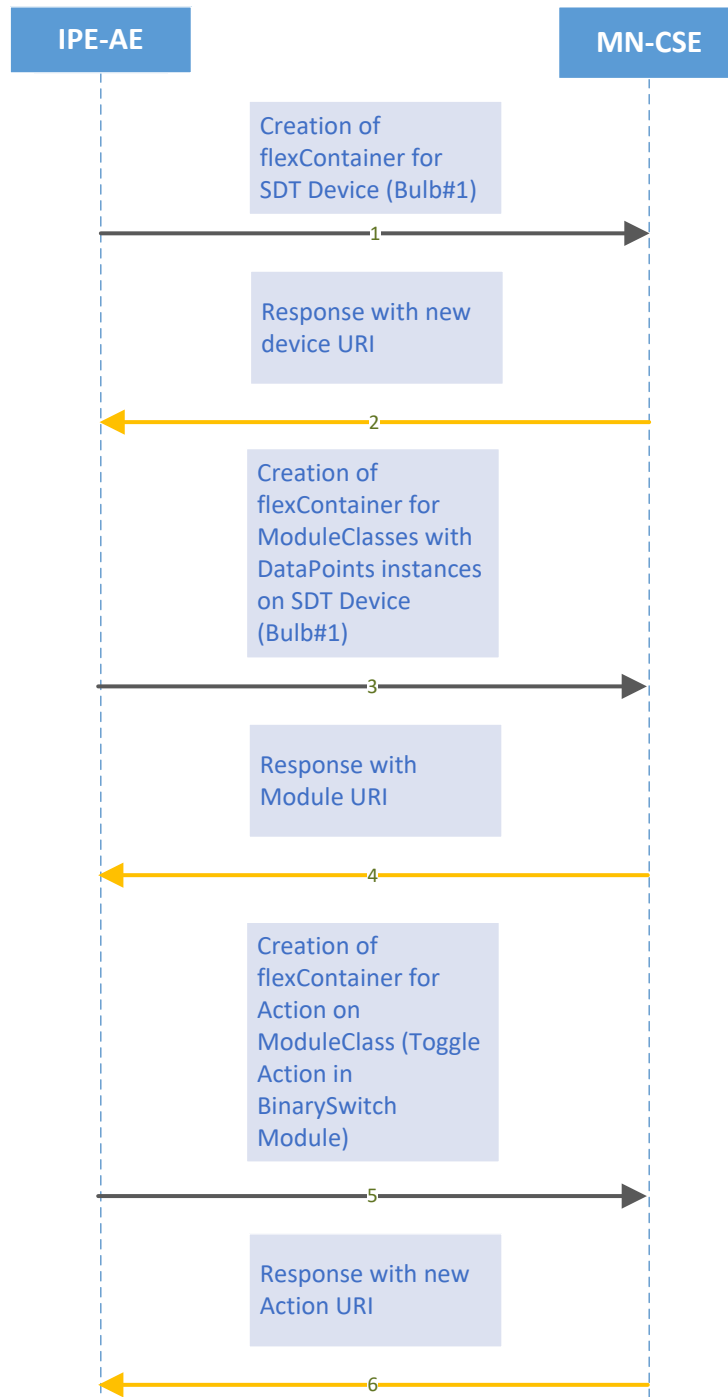 IPE-AE
MN-CSE
Creation of
flexContainer for
SDT Device (Bulb#1)
1
Response with new
device URI
2
Creation of
flexContainer for
ModuleClasses with
DataPoints instances
on SDT Device
(Bulb#1)
3
Response with
Module URI
4
Creation of
flexContainer for
Action on
ModuleClass (Toggle
Action in
BinarySwitch
Module)
5
Response with new
Action URI
6